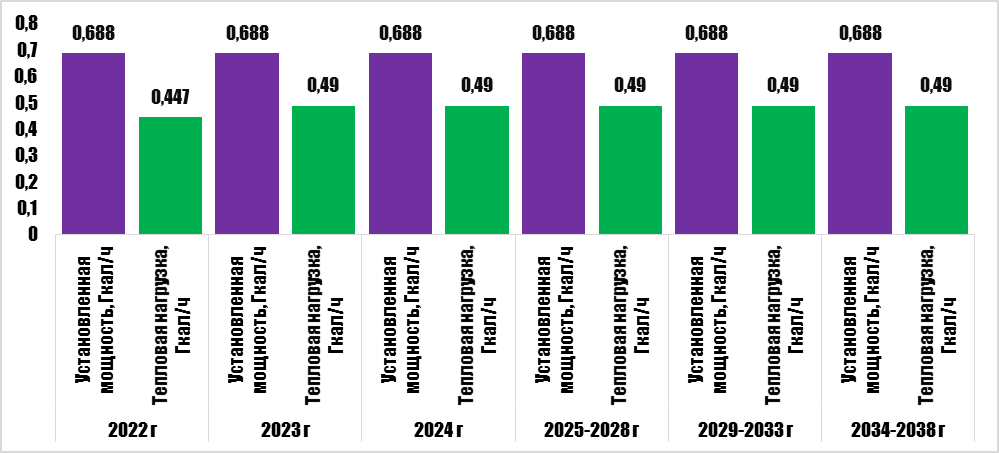 0,8
0,7
0,6
0,5
0,4
0,3
0,2
0,1
0
0,688
0,447
0,688
0,49
0,688
0,49
0,688
0,49
0,688
0,49
0,688
0,49
Установленная
мощность, Гкал/ч
Тепловая нагрузка,
Гкал/ч
Установленная
мощность, Гкал/ч
Тепловая нагрузка,
Гкал/ч
Установленная
мощность, Гкал/ч
Тепловая нагрузка,
Гкал/ч
Установленная
мощность, Гкал/ч
Тепловая нагрузка,
Гкал/ч
Установленная
мощность, Гкал/ч
Тепловая нагрузка,
Гкал/ч
Установленная
мощность, Гкал/ч
Тепловая нагрузка,
Гкал/ч
2022 г
2023 г
2024 г
2025-2028 г
2029-2033 г
2034-2038 г